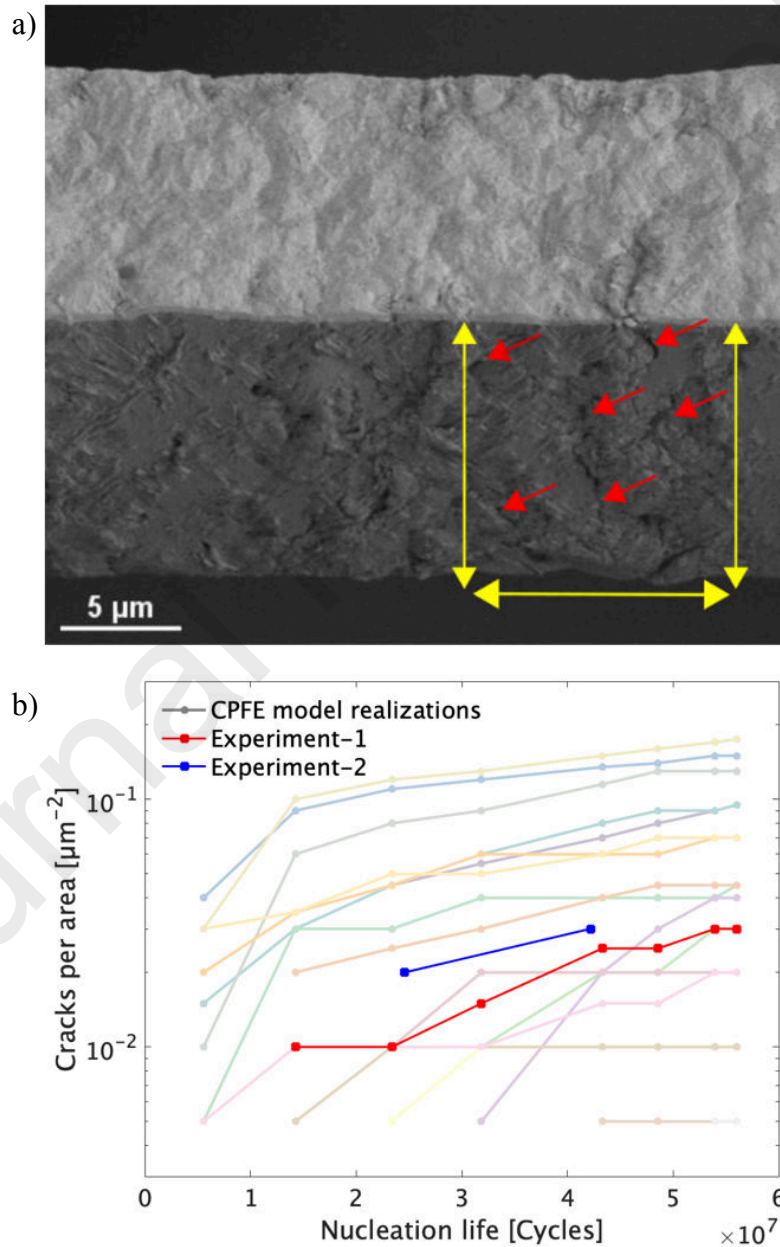 a)
5 µm
b)
CPFE model realizations
Experiment-1
Experiment-2
Cracks per area [µm⁻²]
10⁻¹
10⁻²
0 1 2 3 4 5 6
Nucleation life [Cycles]
×10⁷